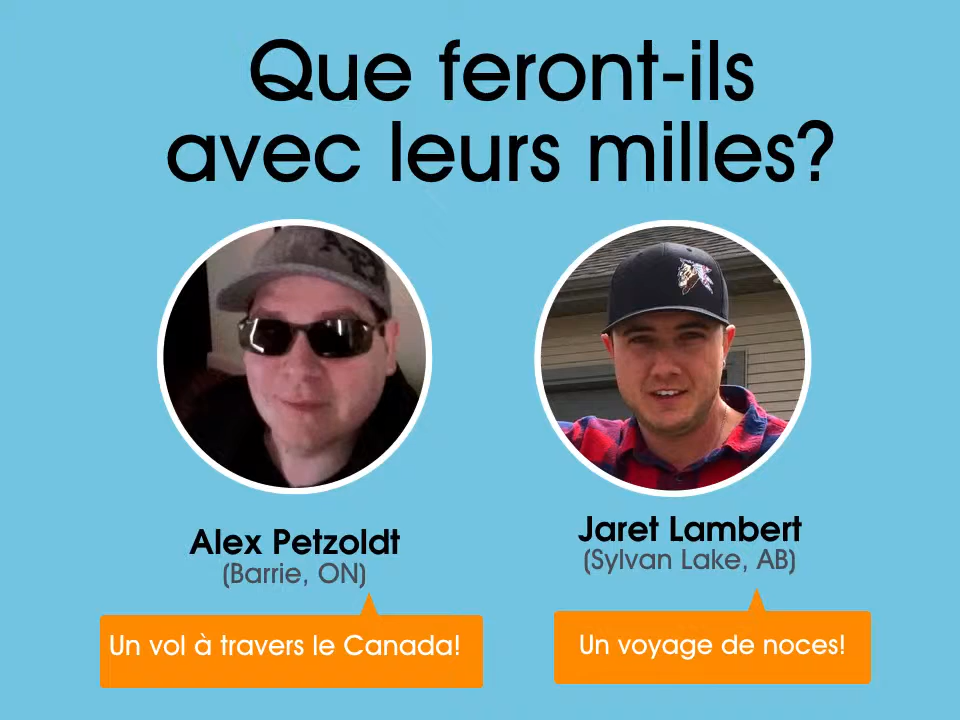 Que feront-ils
avec leurs milles?
Alex Petzoldt
(Barrie, ON)
Un vol à travers le Canada!
Jaret Lambert
(Sylvan Lake, AB)
Un voyage de noces!